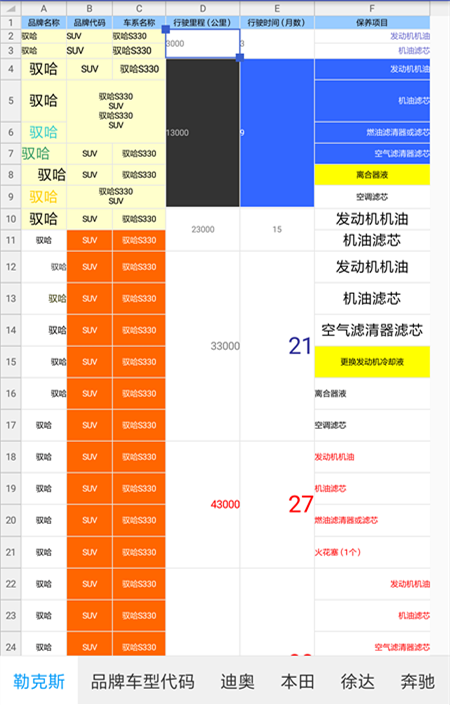 A B C D E F
1 品牌名称 品牌代码 车系名称 行驶里程（公里） 行驶时间（月数） 保养项目
2 驭哈 SUV 驭哈S330 3000 3 发动机机油
3 驭哈 SUV 驭哈S330 机油滤芯
4 驭哈 SUV 驭哈S330 13000 9 发动机机油
5 驭哈 驭哈S330 机油滤芯
SUV
驭哈S330
6 驭哈 SUV 燃油滤清器或滤芯
7 驭哈 SUV 驭哈S330 空气滤清器滤芯
8 驭哈 SUV 驭哈S330 离合器液
9 驭哈 驭哈S330 空调滤芯
SUV
10 驭哈 SUV 驭哈S330 23000 15 发动机机油
11 驭哈 SUV 驭哈S330 机油滤芯
12 驭哈 SUV 驭哈S330 33000 21 发动机机油
13 驭哈 SUV 驭哈S330 机油滤芯
14 驭哈 SUV 驭哈S330 空气滤清器滤芯
15 驭哈 SUV 驭哈S330 更换发动机冷却液
16 驭哈 SUV 驭哈S330 离合器液
17 驭哈 SUV 驭哈S330 空调滤芯
18 驭哈 SUV 驭哈S330 43000 27 发动机机油
19 驭哈 SUV 驭哈S330 机油滤芯
20 驭哈 SUV 驭哈S330 燃油滤清器或滤芯
21 驭哈 SUV 驭哈S330 火花塞（1个）
22 驭哈 SUV 驭哈S330 发动机机油
23 驭哈 SUV 驭哈S330 机油滤芯
24 驭哈 SUV 驭哈S330 空气滤清器滤芯
勒克斯 品牌车型代码 迪奥 本田 徐达 奔驰